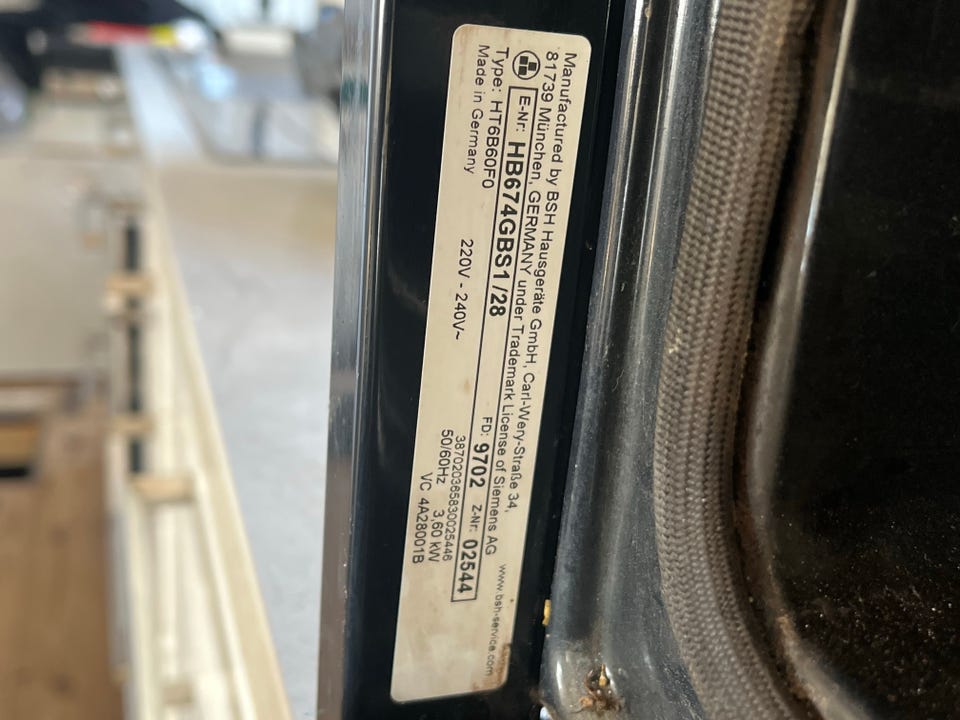 Manufactured by BSH Hausgeräte GmbH, Carl-Wery-Straße 34,
81739 München, GERMANY under Trademark License of Siemens AG www.bsh-service.com
E-Nr: HB674GBS1 /28 FD: 9702 Z-Nr: 02544
Type: HT6B60F0 387020365830025446
Made in Germany 220V - 240V~ 50/60Hz 3,60 kW
VC 4A28001B